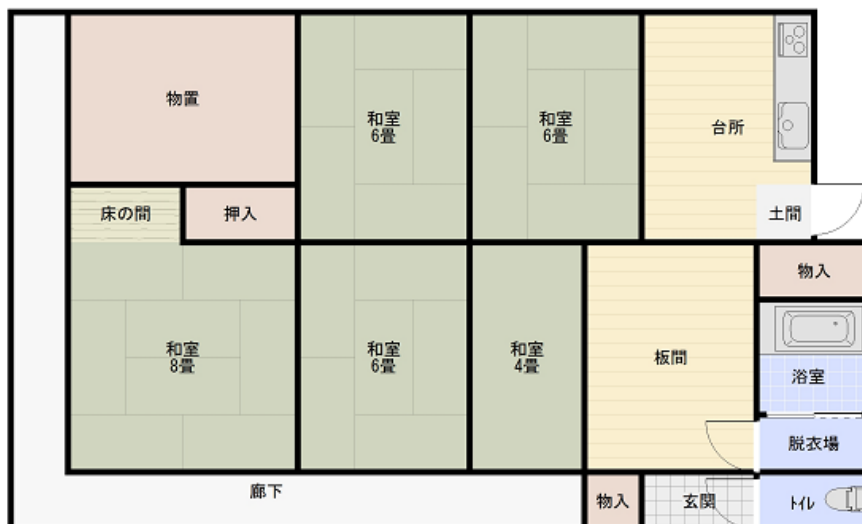 物置
和室
6畳
和室
6畳
台所
床の間
押入
土間
物入
和室
8畳
和室
6畳
和室
4畳
板間
浴室
脱衣場
廊下
物入
玄関
トイレ